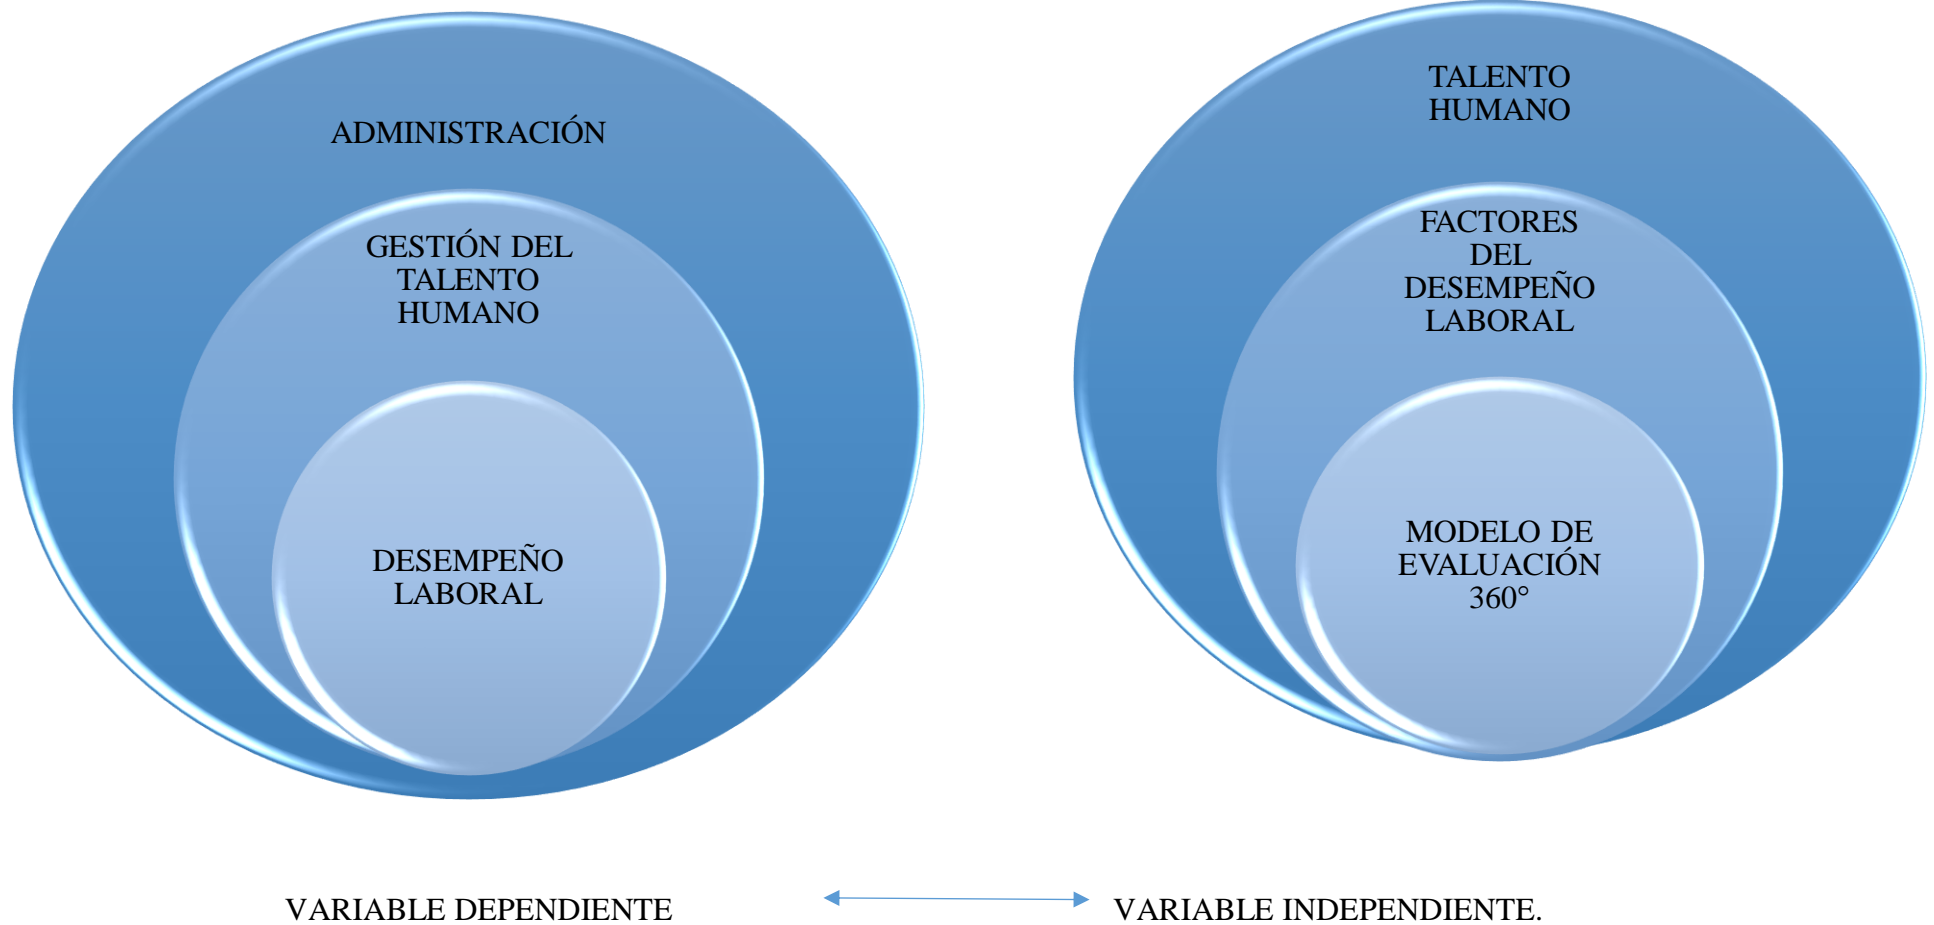 ADMINISTRACIÓN
GESTIÓN DEL
TALENTO
HUMANO
DESEMPEÑO
LABORAL
TALENTO
HUMANO
FACTORES
DEL
DESEMPEÑO
LABORAL
MODELO DE
EVALUACIÓN
360°
VARIABLE DEPENDIENTE
VARIABLE INDEPENDIENTE.